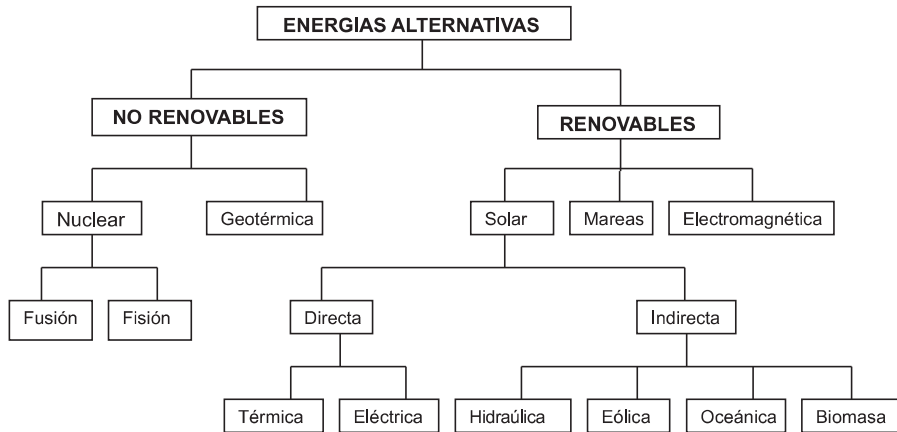 ENERGIAS ALTERNATIVAS
NO RENOVABLES
RENOVABLES
Nuclear
Geotérmica
Solar
Mareas
Electromagnética
Fusión
Fisión
Directa
Indirecta
Térmica
Eléctrica
Hidraúlica
Eólica
Oceánica
Biomasa